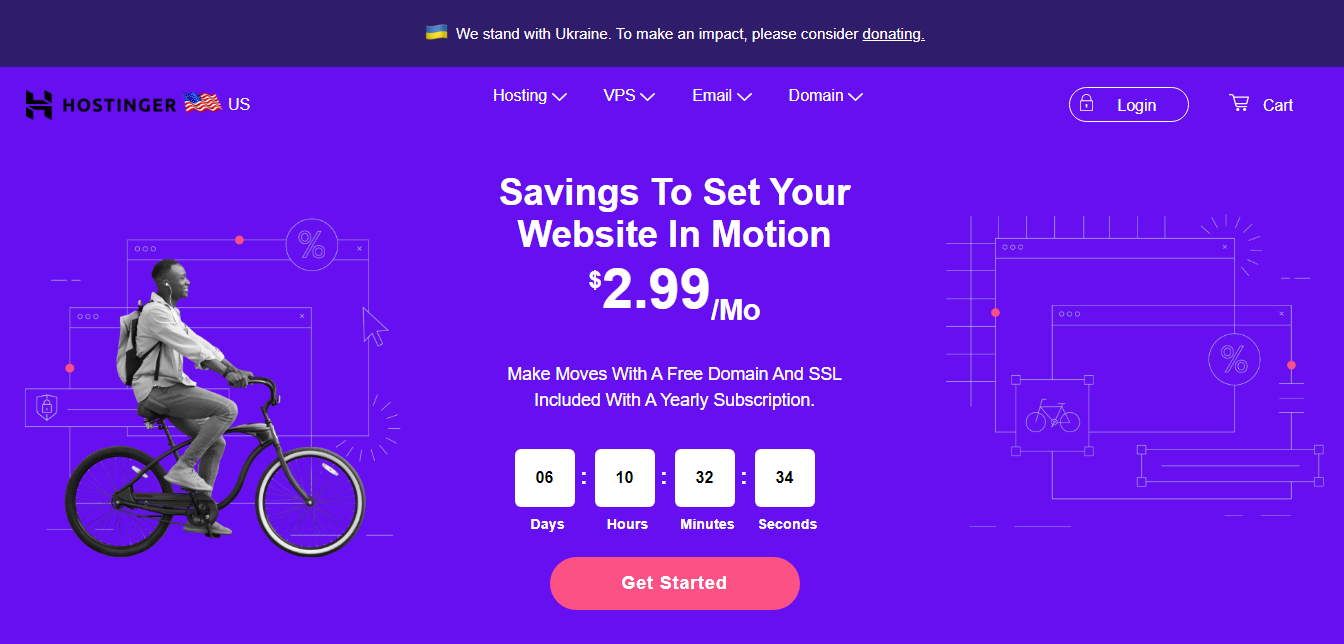 We stand with Ukraine. To make an impact, please consider donating.
HOSTINGER US
Hosting VPS Email Domain
Login
Cart
Savings To Set Your
Website In Motion
$2.99/Mo
Make Moves With A Free Domain And SSL
Included With A Yearly Subscription.
06 : 10 : 32 : 34
Days Hours Minutes Seconds
Get Started
%
%